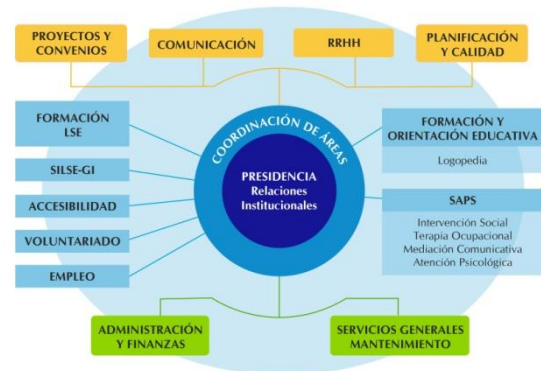 PROYECTOS Y
CONVENIOS
COMUNICACIÓN
RRHH
PLANIFICACIÓN
Y CALIDAD
FORMACIÓN
LSE
SILSE-GI
ACCESIBILIDAD
VOLUNTARIADO
EMPLEO
COORDINACIÓN DE ÁREAS
PRESIDENCIA
Relaciones
Institucionales
FORMACIÓN Y
ORIENTACIÓN EDUCATIVA
Logopedia
SAPS
Intervención Social
Terapia Ocupacional
Mediación Comunicativa
Atención Psicológica
ADMINISTRACIÓN
Y FINANZAS
SERVICIOS GENERALES
MANTENIMIENTO